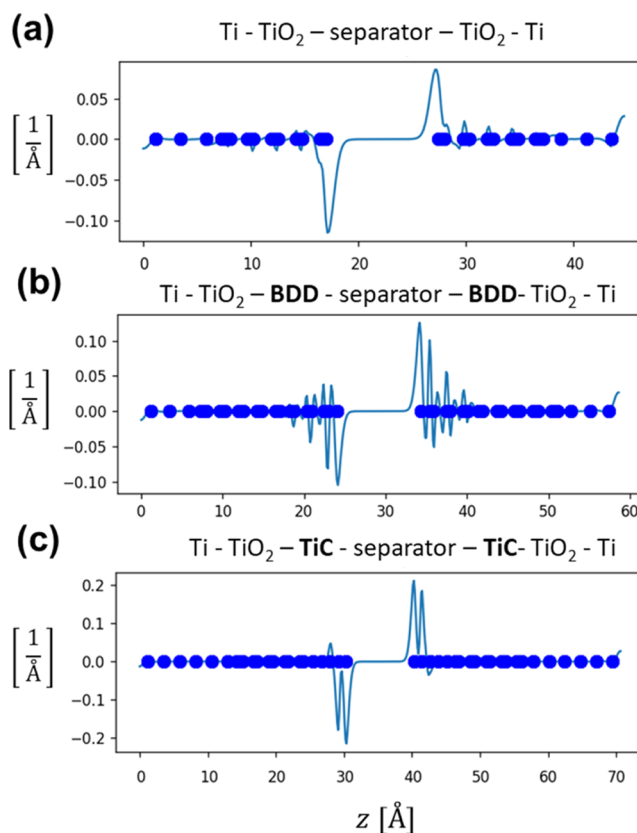 (a)
Ti - TiO₂ – separator – TiO₂ - Ti
[1/Å]
0.05
0.00
−0.05
−0.10
0 10 20 30 40
(b)
Ti - TiO₂ – BDD - separator – BDD- TiO₂ - Ti
[1/Å]
0.10
0.05
0.00
−0.05
−0.10
0 10 20 30 40 50 60
(c)
Ti - TiO₂ – TiC - separator – TiC- TiO₂ - Ti
[1/Å]
0.2
0.1
0.0
−0.1
−0.2
0 10 20 30 40 50 60 70
z [Å]